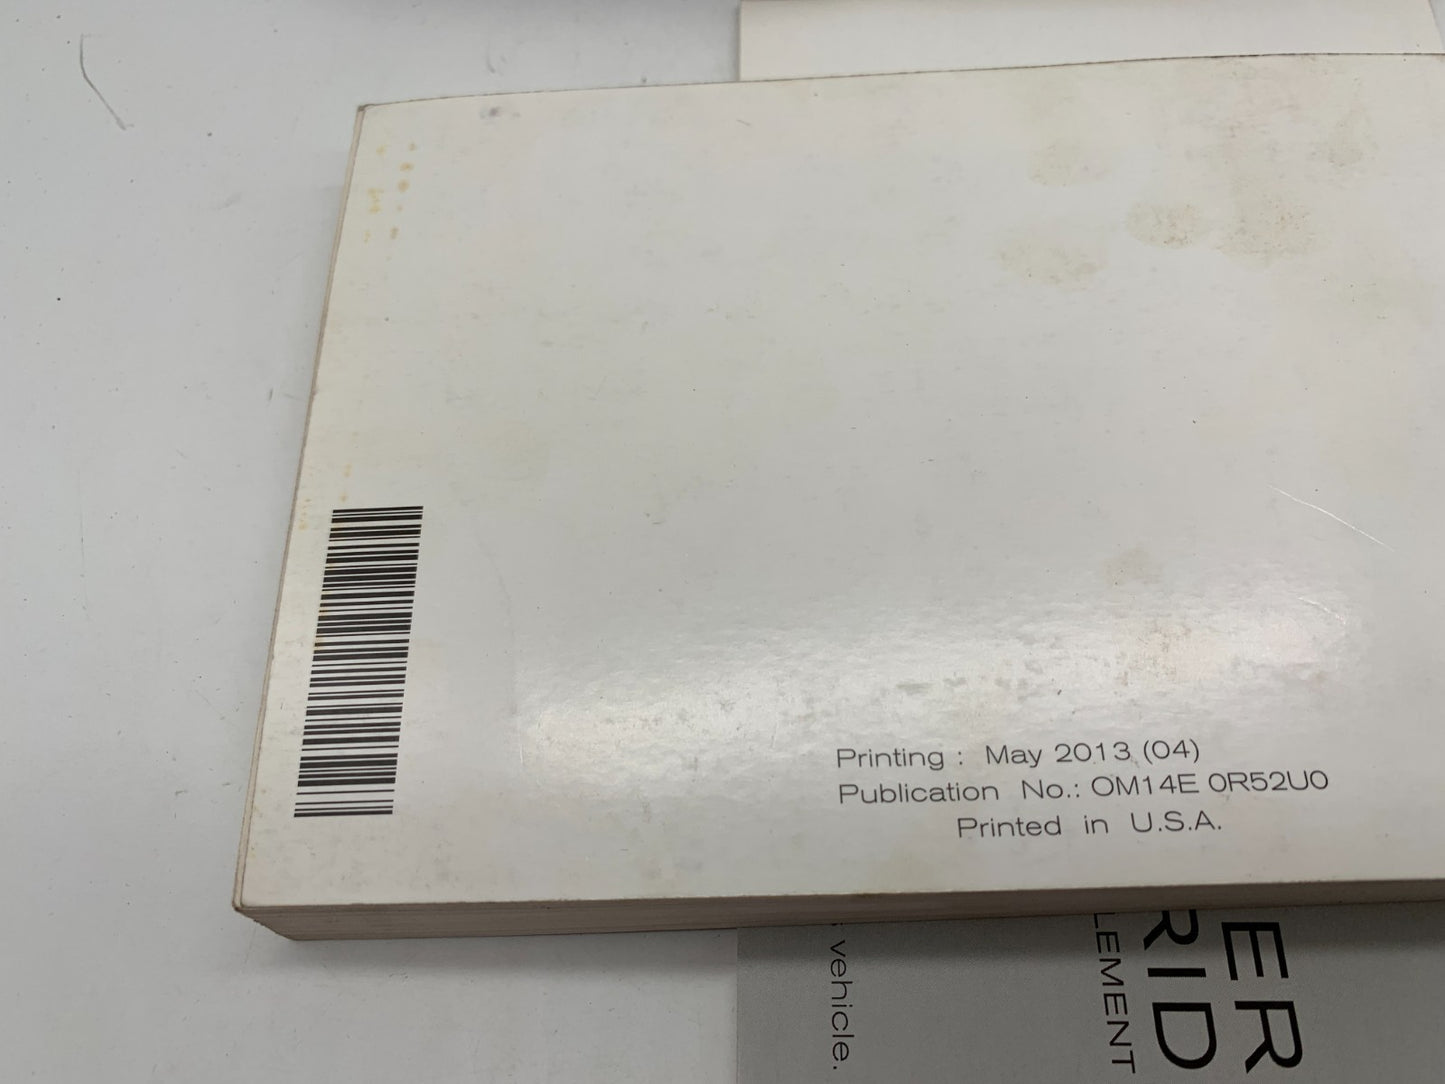 Printing : May 2013 (04)
Publication No.: OM14E 0R52U0
Printed in U.S.A.
ER
RID
LEMENT
vehicle.